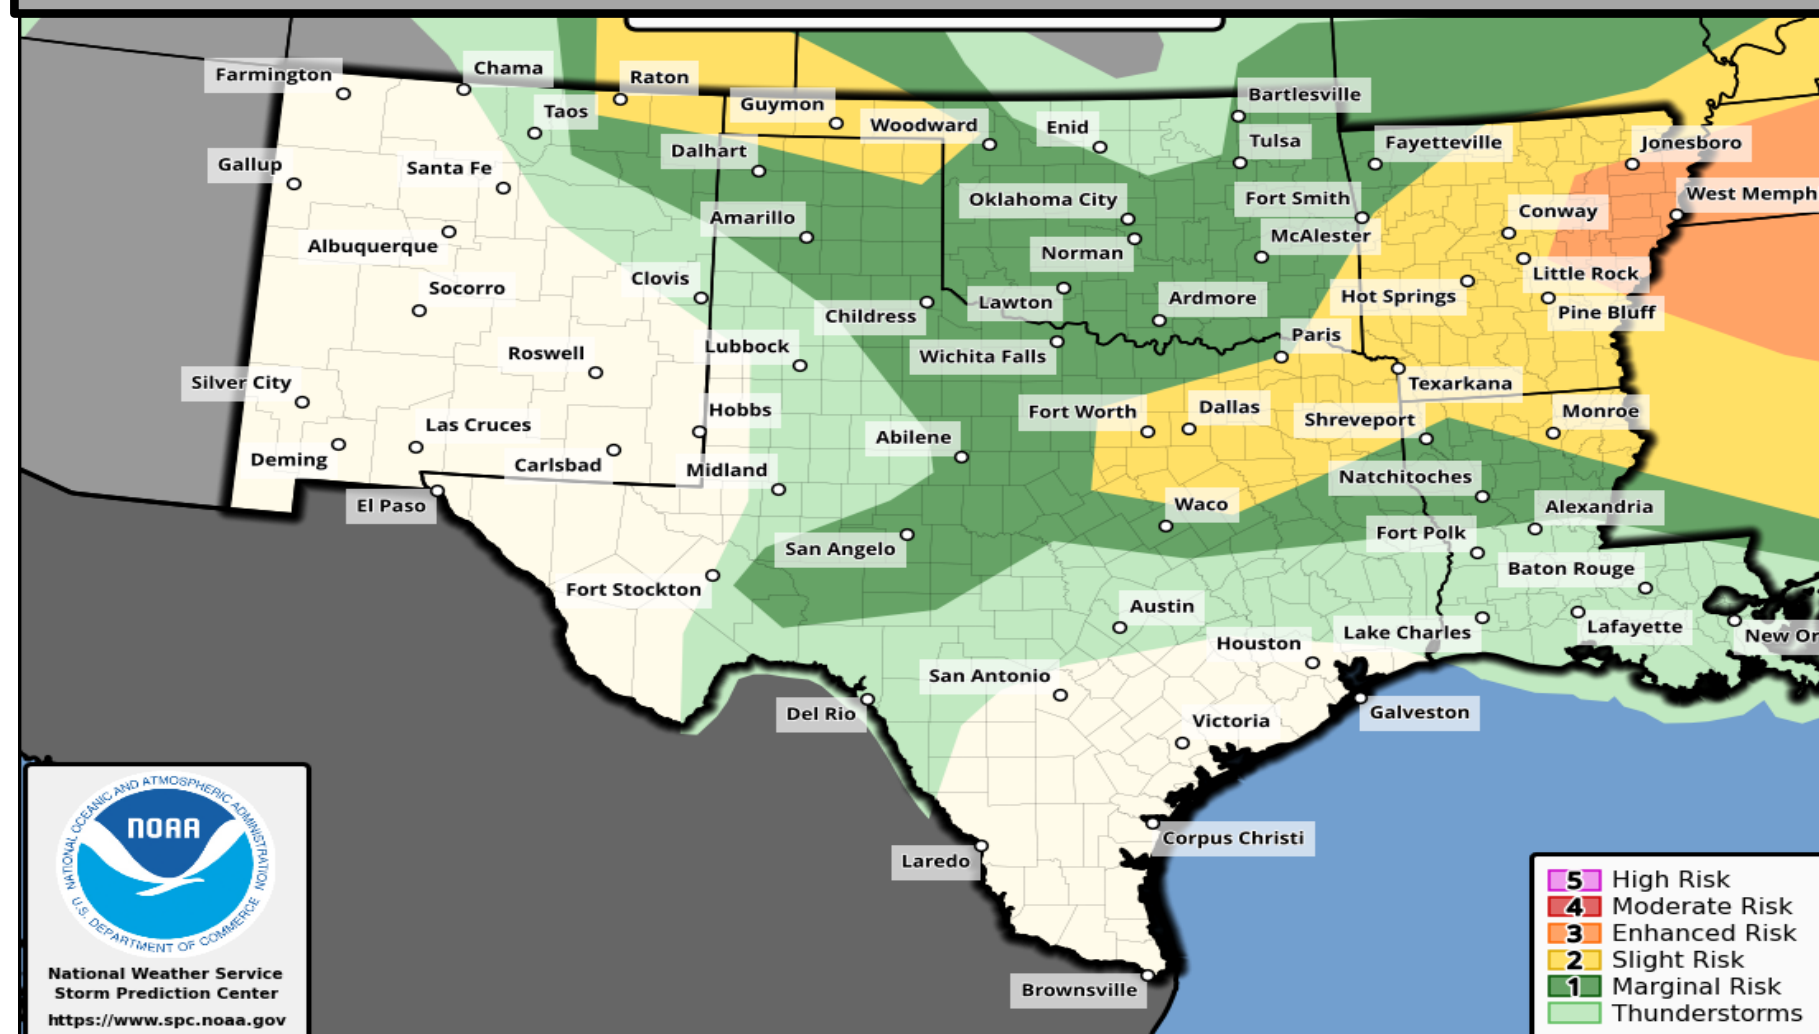 Farmington
Chama
Raton
Taos
Guymon
Woodward
Enid
Bartlesville
Tulsa
Fayetteville
Jonesboro
Gallup
Santa Fe
Dalhart
Oklahoma City
Fort Smith
Conway
West Memph
Albuquerque
Amarillo
Norman
McAlester
Clovis
Socorro
Childress
Lawton
Ardmore
Hot Springs
Little Rock
Pine Bluff
Roswell
Lubbock
Wichita Falls
Paris
Silver City
Hobbs
Fort Worth
Dallas
Shreveport
Texarkana
Monroe
Las Cruces
Deming
Carlsbad
Midland
Abilene
Natchitoches
El Paso
Waco
Alexandria
San Angelo
Fort Polk
Baton Rouge
Fort Stockton
Austin
Houston
Lake Charles
Lafayette
New Or
San Antonio
Del Rio
Victoria
Galveston
Corpus Christi
Laredo
Brownsville
NATIONAL OCEANIC AND ATMOSPHERIC ADMINISTRATION
NOAA
U.S. DEPARTMENT OF COMMERCE
National Weather Service
Storm Prediction Center
https://www.spc.noaa.gov
5 High Risk
4 Moderate Risk
3 Enhanced Risk
2 Slight Risk
1 Marginal Risk
Thunderstorms